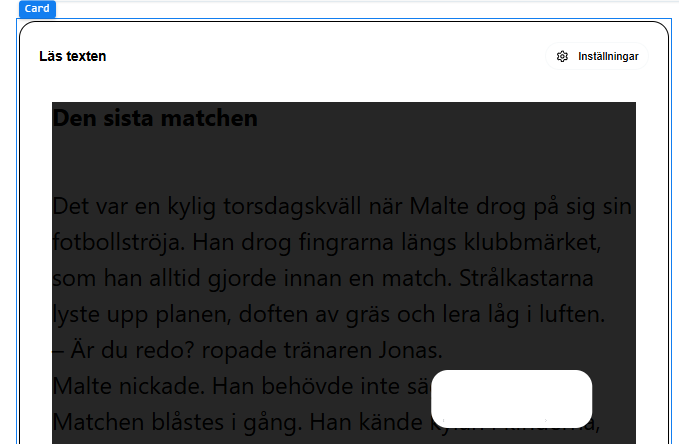 Card
Läs texten
Inställningar
Den sista matchen
Det var en kylig torsdagskväll när Malte drog på sig sin
fotbollströja. Han drog fingrarna längs klubbmärket,
som han alltid gjorde innan en match. Strålkastarna
lyste upp planen, doften av gräs och lera låg i luften.
– Är du redo? ropade tränaren Jonas.
Malte nickade. Han behövde inte
Matchen blåstes i gång. Han kände